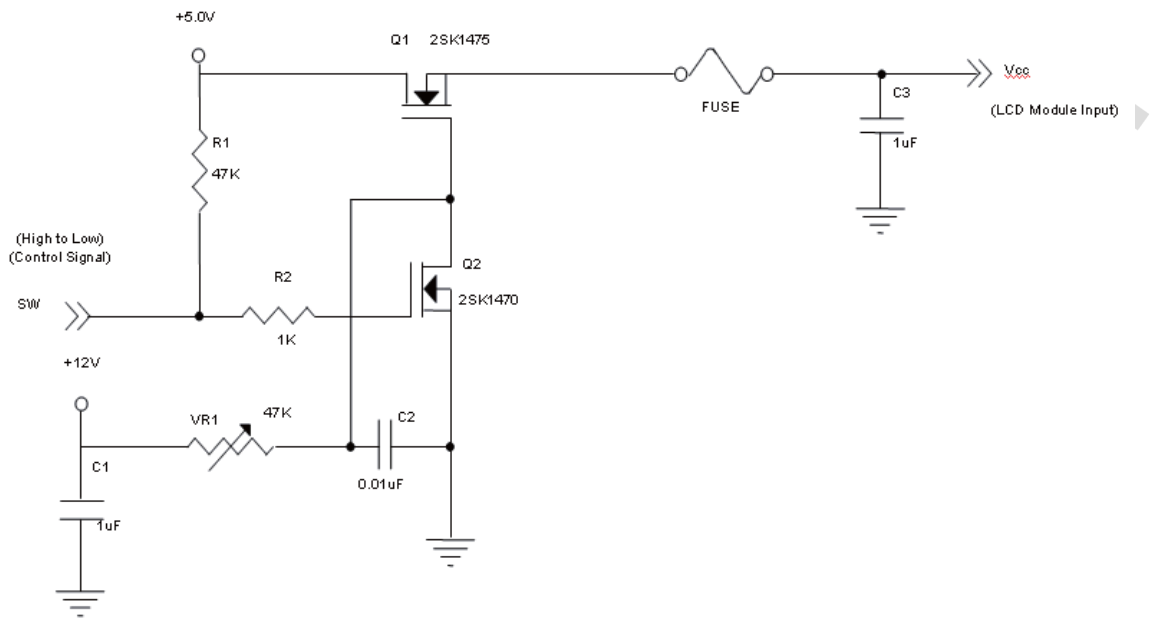 +5.0V
Q1 2SK1475
FUSE
Vcc
C3
(LCD Module Input)
1uF
R1
47K
(High to Low)
(Control Signal)
SW
R2
1K
Q2
2SK1470
+12V
VR1
47K
C2
0.01uF
C1
1uF